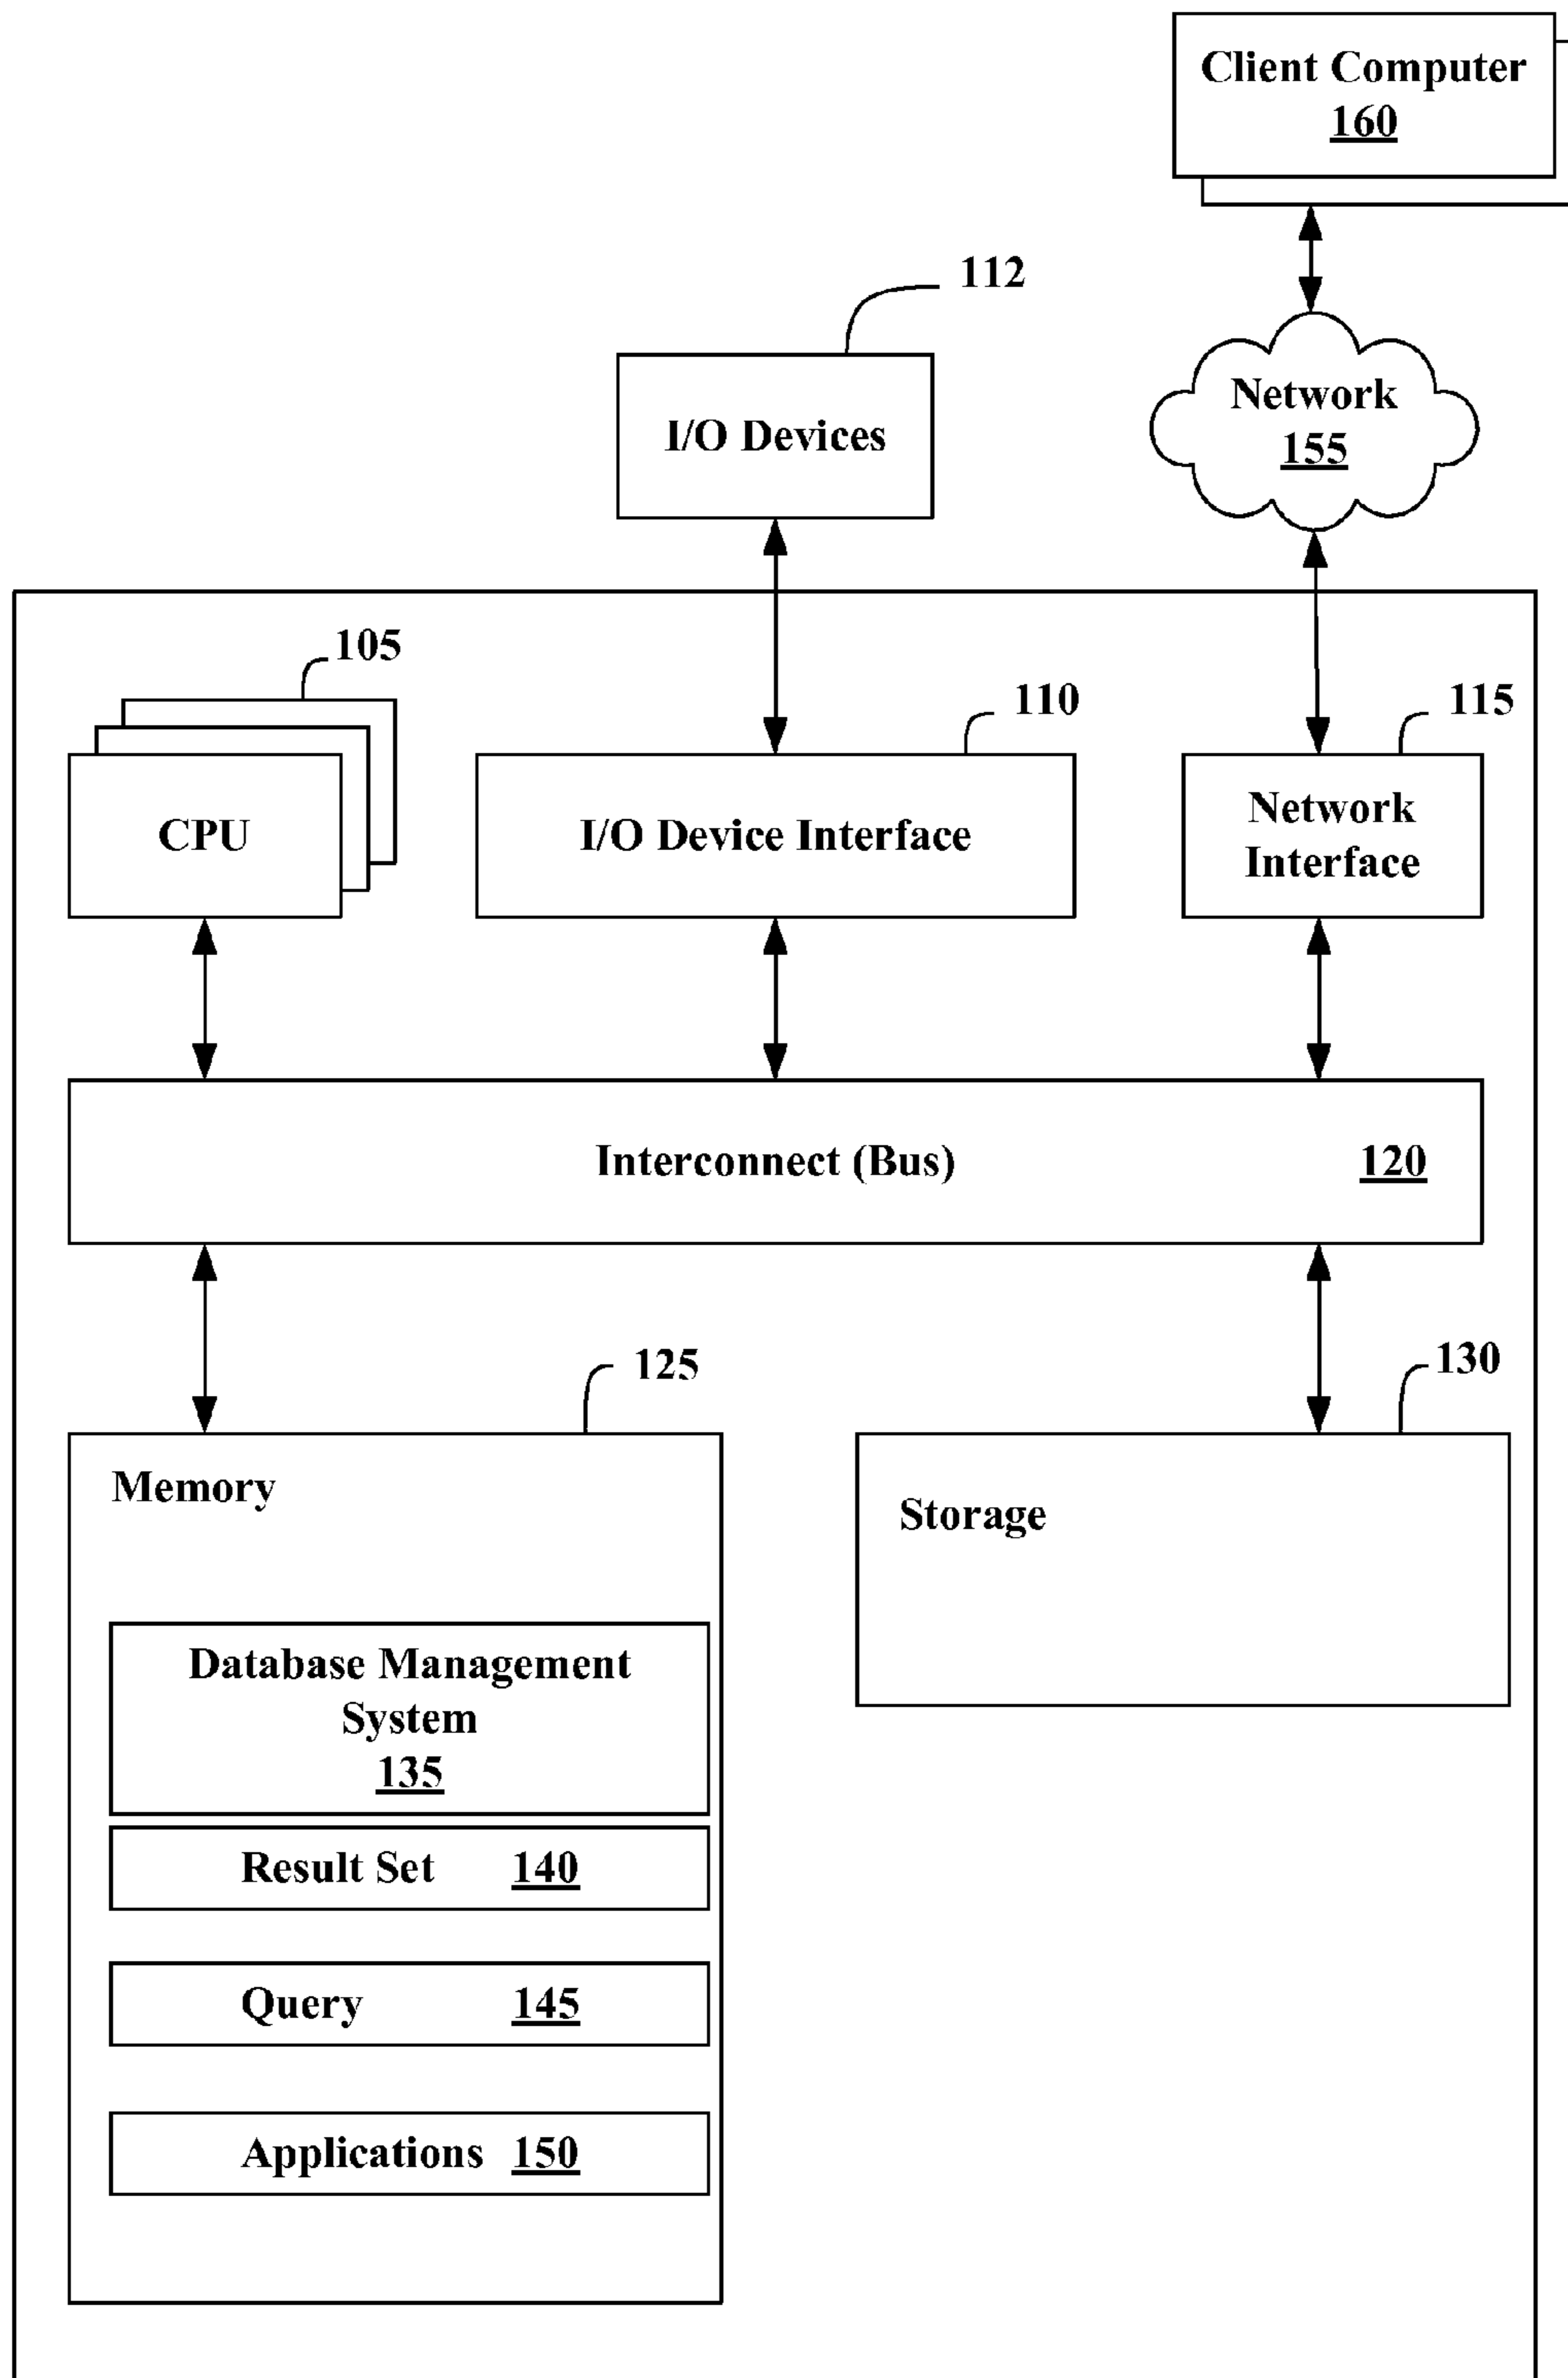 Client Computer
160
112
I/O Devices
Network
155
105
110
115
CPU
I/O Device Interface
Network
Interface
Interconnect (Bus) 120
125
130
Memory
Storage
Database Management
System
135
Result Set 140
Query 145
Applications 150